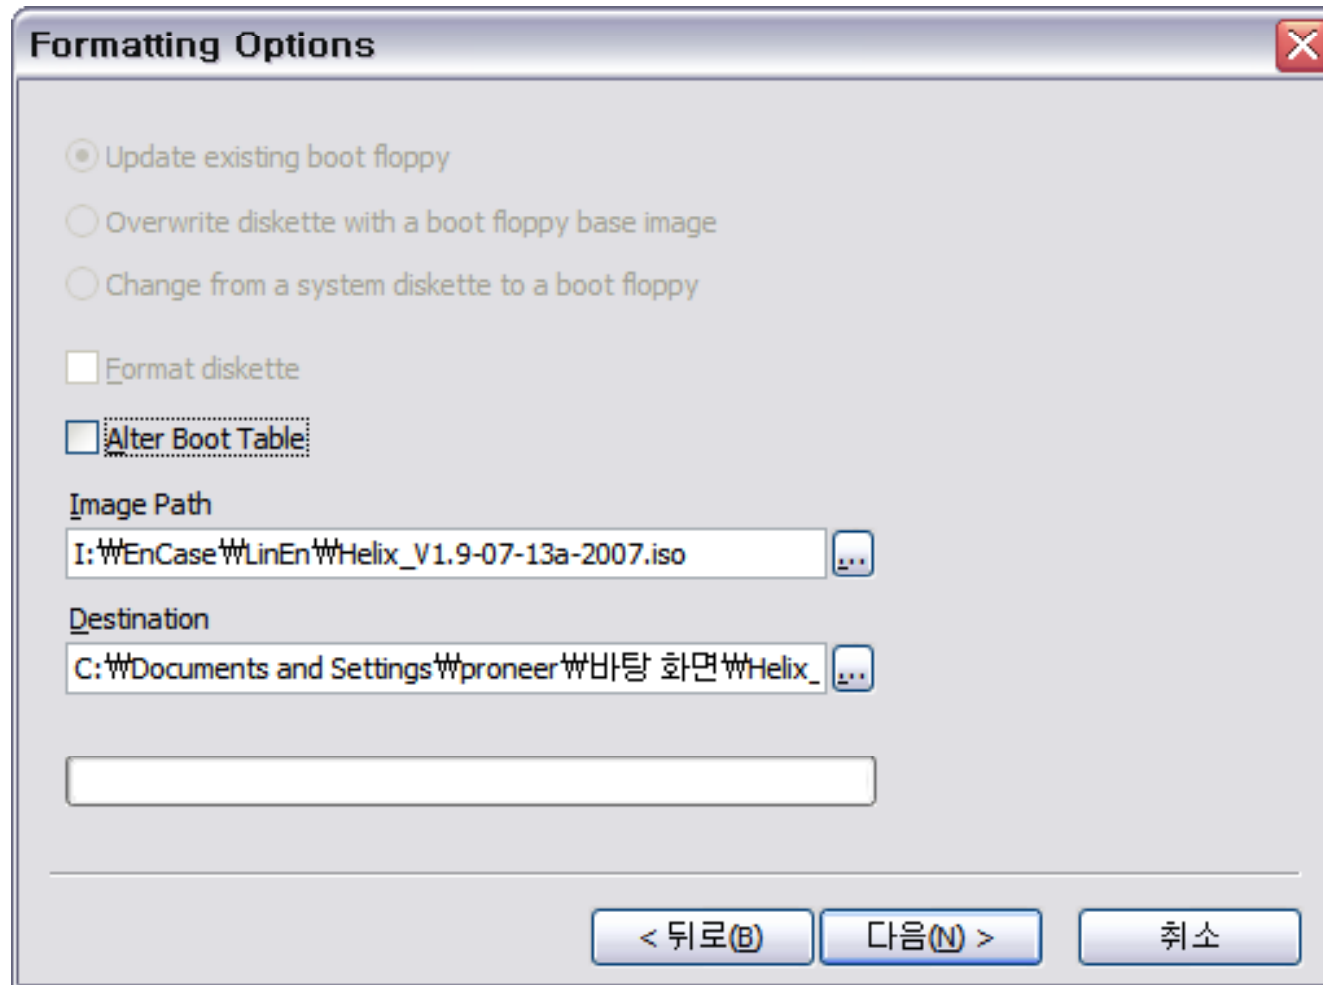 Formatting Options
Update existing boot floppy
Overwrite diskette with a boot floppy base image
Change from a system diskette to a boot floppy
Format diskette
Alter Boot Table
Image Path
I:₩EnCase₩LinEn₩Helix_V1.9-07-13a-2007.iso
...
Destination
C:₩Documents and Settings₩proneer₩바탕 화면₩Helix_
...
< 뒤로(B)
다음(N) >
취소